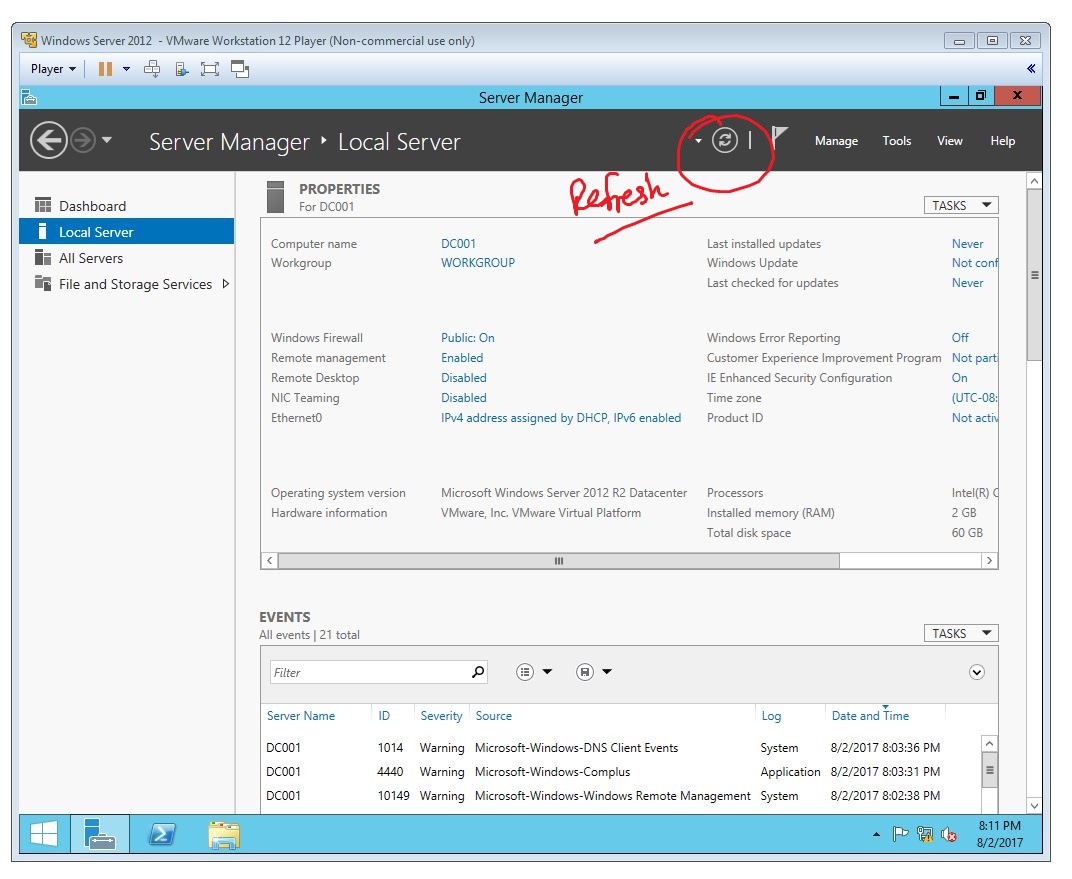 Windows Server 2012 - VMware Workstation 12 Player (Non-commercial use only)
Player
Server Manager
Server Manager Local Server
Manage Tools View Help
Refresh
Dashboard
Local Server
All Servers
File and Storage Services
PROPERTIES
For DC001
TASKS
Computer name DC001 Last installed updates Never
Workgroup WORKGROUP Windows Update Not conf
Last checked for updates Never
Windows Firewall Public: On Windows Error Reporting Off
Remote management Enabled Customer Experience Improvement Program Not parti
Remote Desktop Disabled IE Enhanced Security Configuration On
NIC Teaming Disabled Time zone (UTC-08:
Ethernet0 IPv4 address assigned by DHCP, IPv6 enabled Product ID Not activ
Operating system version Microsoft Windows Server 2012 R2 Datacenter Processors Intel(R) C
Hardware information VMware, Inc. VMware Virtual Platform Installed memory (RAM) 2 GB
Total disk space 60 GB
EVENTS
All events | 21 total
TASKS
Filter
Server Name ID Severity Source Log Date and Time
DC001 1014 Warning Microsoft-Windows-DNS Client Events System 8/2/2017 8:03:36 PM
DC001 4440 Warning Microsoft-Windows-Complus Application 8/2/2017 8:03:31 PM
DC001 10149 Warning Microsoft-Windows-Windows Remote Management System 8/2/2017 8:02:38 PM
8:11 PM
8/2/2017